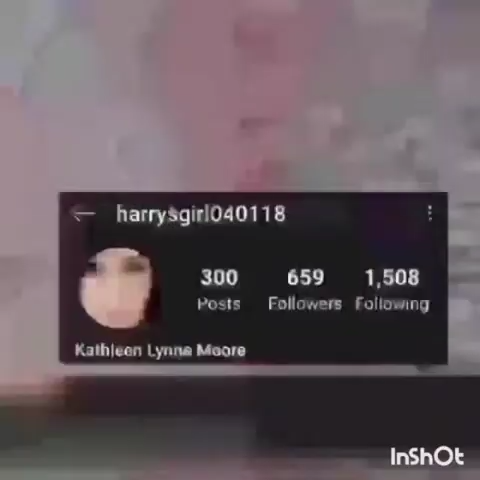 harrysgirl040118
300 659 1,508
Posts Followers Following
Kathleen Lynne Moore
InShOt